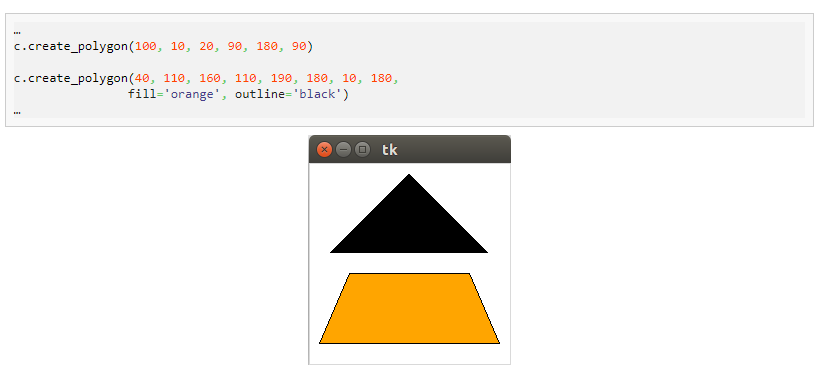 …
c.create_polygon(100, 10, 20, 90, 180, 90)
c.create_polygon(40, 110, 160, 110, 190, 180, 10, 180,
fill='orange', outline='black')
…
tk